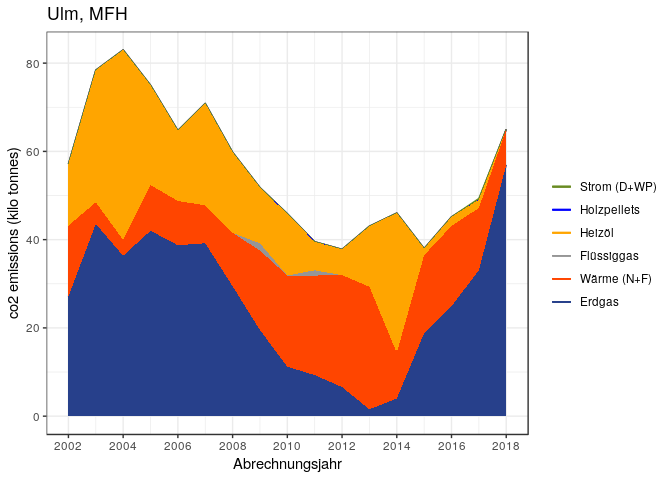 Ulm, MFH
co2 emissions (kilo tonnes)
80
60
40
20
0
2002 2004 2006 2008 2010 2012 2014 2016 2018
Abrechnungsjahr
Strom (D+WP)
Holzpellets
Heizöl
Flüssiggas
Wärme (N+F)
Erdgas